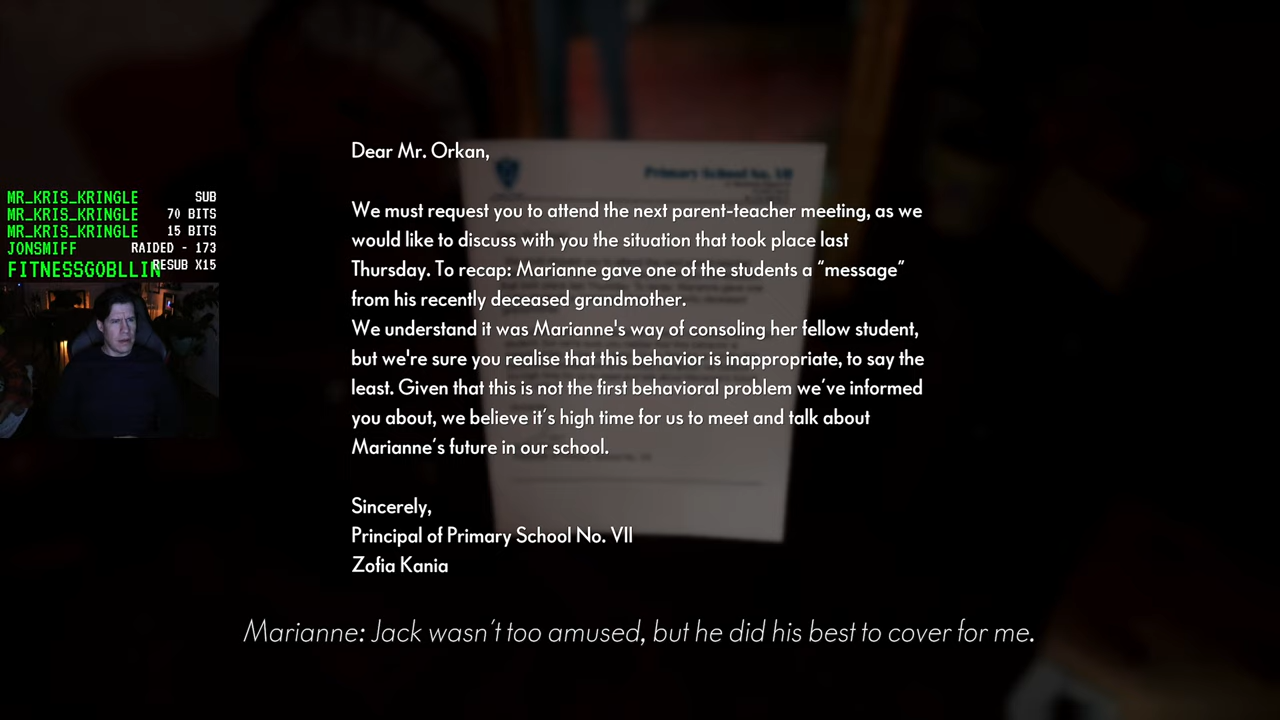 Dear Mr. Orkan,
Primary School No. VII
We must request you to attend the next parent-teacher meeting, as we
would like to discuss with you the situation that took place last
Thursday. To recap: Marianne gave one of the students a “message”
from his recently deceased grandmother.
We understand it was Marianne's way of consoling her fellow student,
but we're sure you realise that this behavior is inappropriate, to say the
least. Given that this is not the first behavioral problem we’ve informed
you about, we believe it’s high time for us to meet and talk about
Marianne’s future in our school.
Sincerely,
Principal of Primary School No. VII
Zofia Kania
Marianne: Jack wasn’t too amused, but he did his best to cover for me.
MR_KRIS_KRINGLE SUB
MR_KRIS_KRINGLE 70 BITS
MR_KRIS_KRINGLE 15 BITS
JONSMIFF RAIDED - 173
FITNESSGOBLLIN RESUB X15